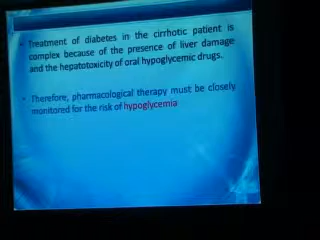 Treatment of diabetes in the cirrhotic patient is
complex because of the presence of liver damage
and the hepatotoxicity of oral hypoglycemic drugs.
Therefore, pharmacological therapy must be closely
monitored for the risk of hypoglycemia